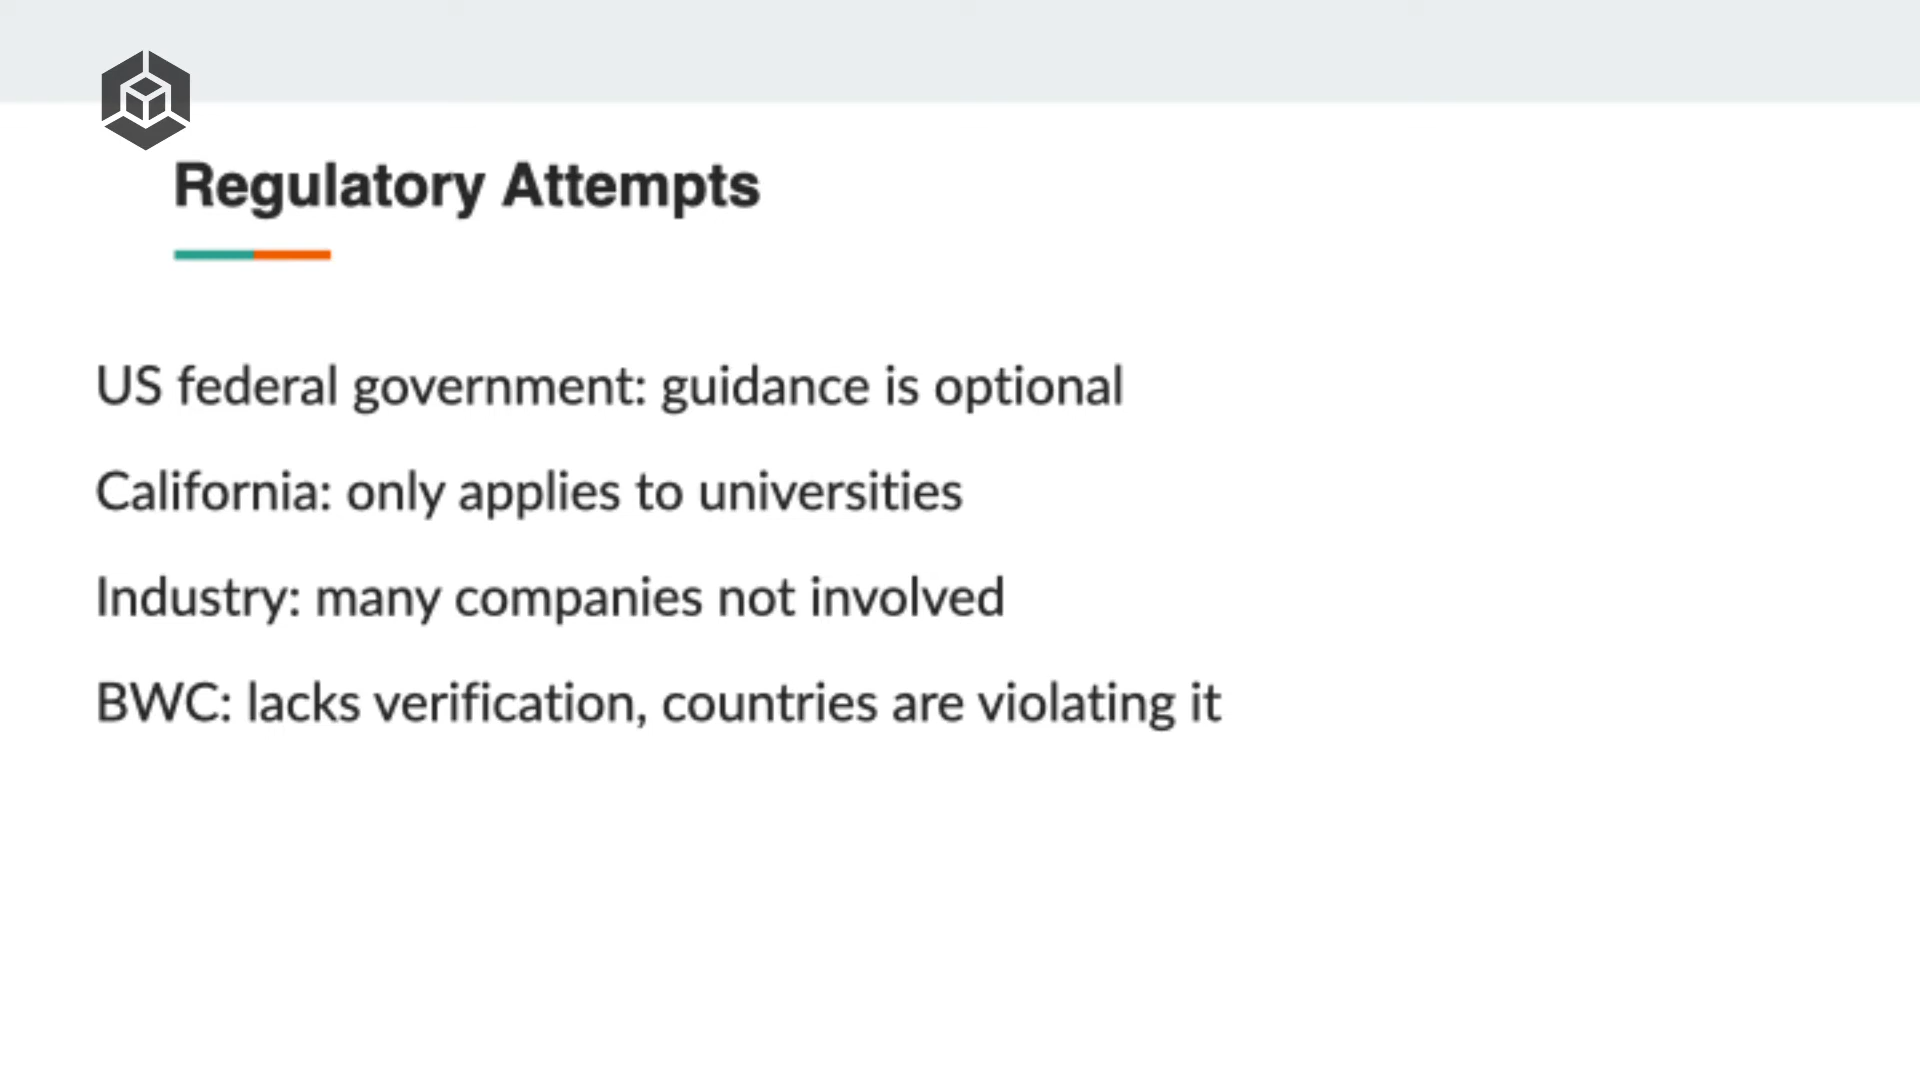 Regulatory Attempts
US federal government: guidance is optional
California: only applies to universities
Industry: many companies not involved
BWC: lacks verification, countries are violating it